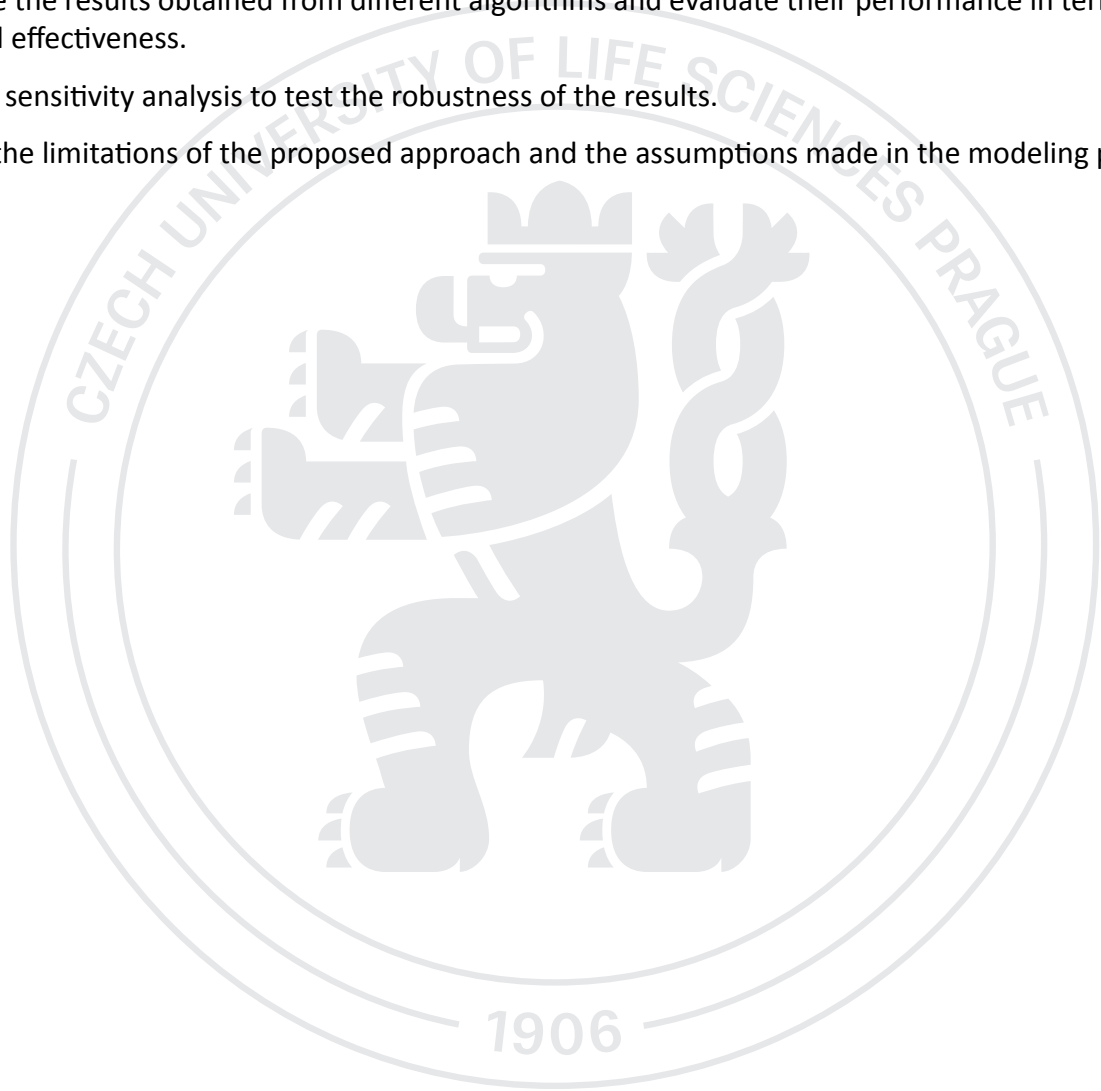 the results obtained from different algorithms and evaluate their performance in
effectiveness.
sensitivity analysis to test the robustness of the results.
the limitations of the proposed approach and the assumptions made in the modeling
CZECH UNIVERSITY OF LIFE SCIENCES PRAGUE
1906